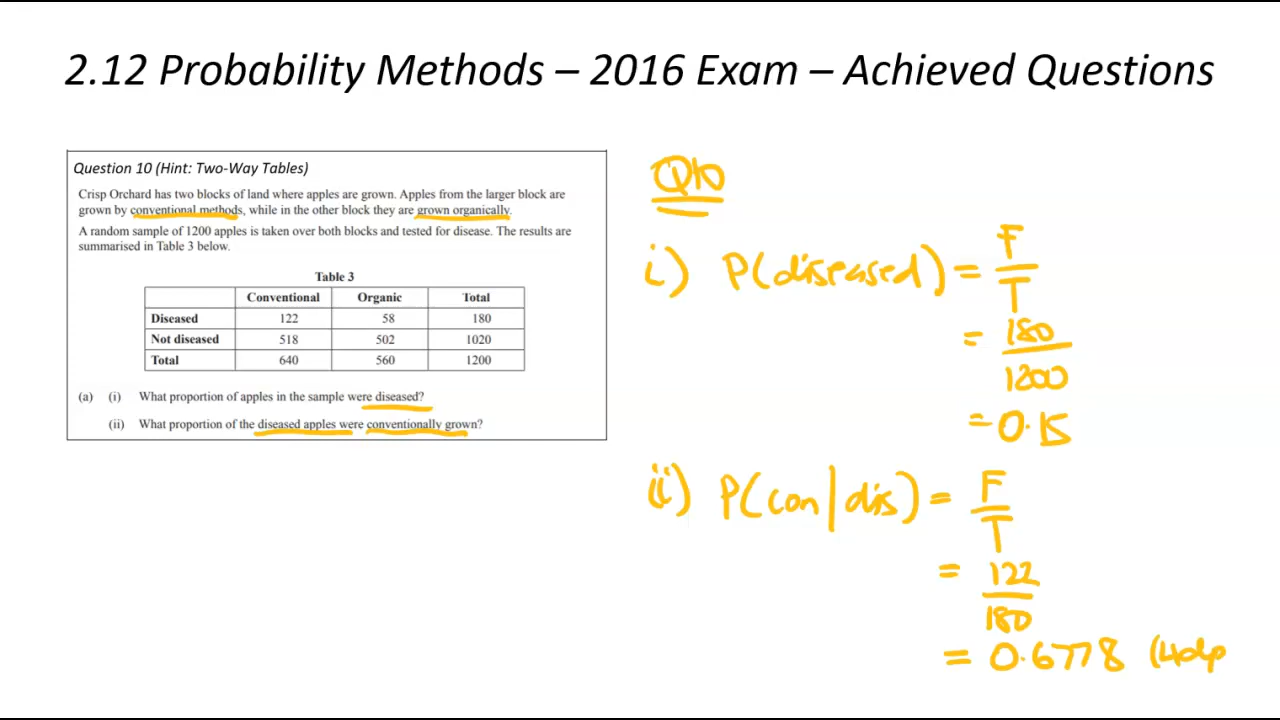 2.12 Probability Methods – 2016 Exam – Achieved Questions
Question 10 (Hint: Two-Way Tables)
Crisp Orchard has two blocks of land where apples are grown. Apples from the larger block are
grown by conventional methods, while in the other block they are grown organically.
A random sample of 1200 apples is taken over both blocks and tested for disease. The results are
summarised in Table 3 below.
Table 3
Conventional Organic Total
Diseased 122 58 180
Not diseased 518 502 1020
Total 640 560 1200
(a) (i) What proportion of apples in the sample were diseased?
(ii) What proportion of the diseased apples were conventionally grown?
Q10
i) P(diseased) = F
T
= 180
1200
= 0.15
ii) P(con|dis) = F
T
= 122
180
= 0.6778 (4dp